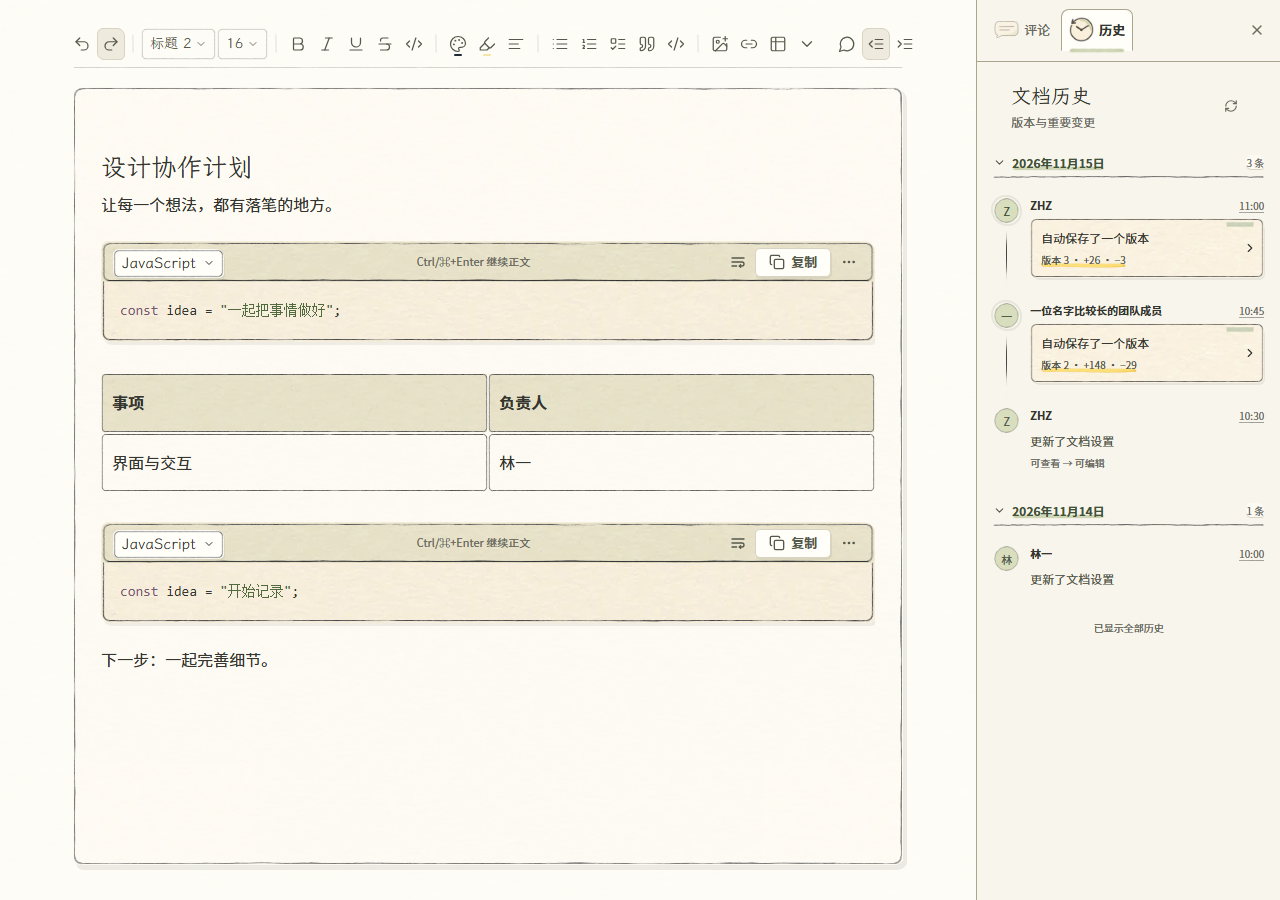 标题 2
16
评论
历史
文档历史
版本与重要变更
2026年11月15日
3 条
Z
ZHZ
11:00
自动保存了一个版本
版本 3 · +26 · −3
一
一位名字比较长的团队成员
10:45
自动保存了一个版本
版本 2 · +148 · −29
Z
ZHZ
10:30
更新了文档设置
可查看 → 可编辑
2026年11月14日
1 条
林
林一
10:00
更新了文档设置
已显示全部历史
设计协作计划
让每一个想法，都有落笔的地方。
JavaScript
Ctrl/⌘+Enter 继续正文
复制
const idea = "一起把事情做好";
事项
负责人
界面与交互
林一
JavaScript
Ctrl/⌘+Enter 继续正文
复制
const idea = "开始记录";
下一步：一起完善细节。